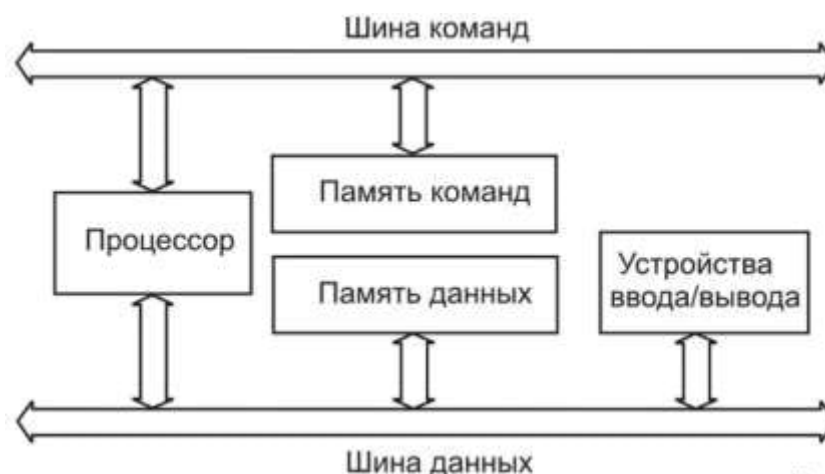 Шина команд
Память команд
Процессор
Память данных
Устройства
ввода/вывода
Шина данных